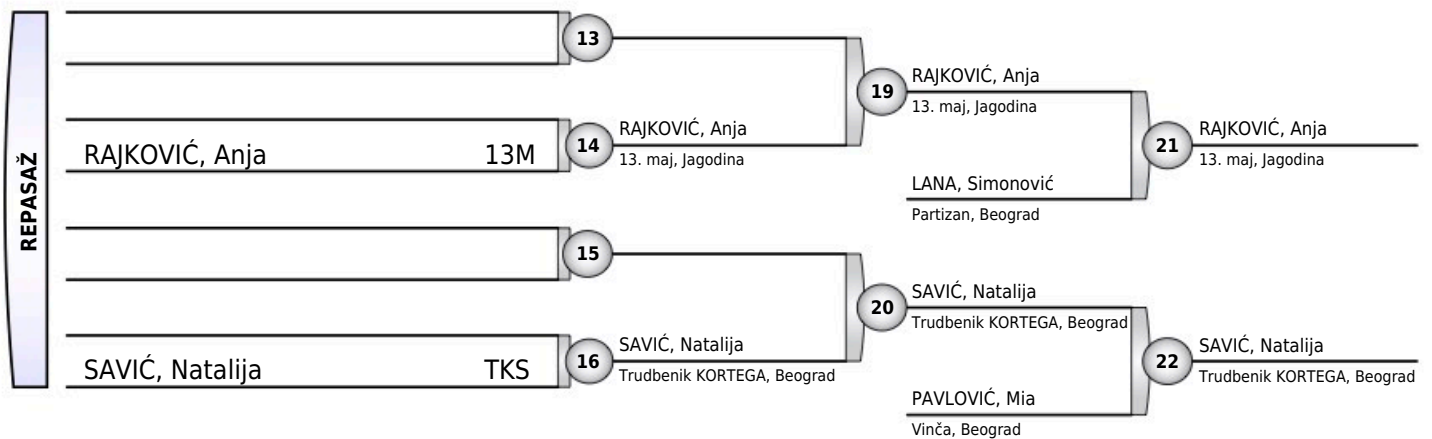 REPASAŽ
13
RAJKOVIĆ, Anja 13M
14
RAJKOVIĆ, Anja
13. maj, Jagodina
19
RAJKOVIĆ, Anja
13. maj, Jagodina
LANA, Simonović
Partizan, Beograd
21
RAJKOVIĆ, Anja
13. maj, Jagodina
15
SAVIĆ, Natalija TKS
16
SAVIĆ, Natalija
Trudbenik KORTEGA, Beograd
20
SAVIĆ, Natalija
Trudbenik KORTEGA, Beograd
PAVLOVIĆ, Mia
Vinča, Beograd
22
SAVIĆ, Natalija
Trudbenik KORTEGA, Beograd